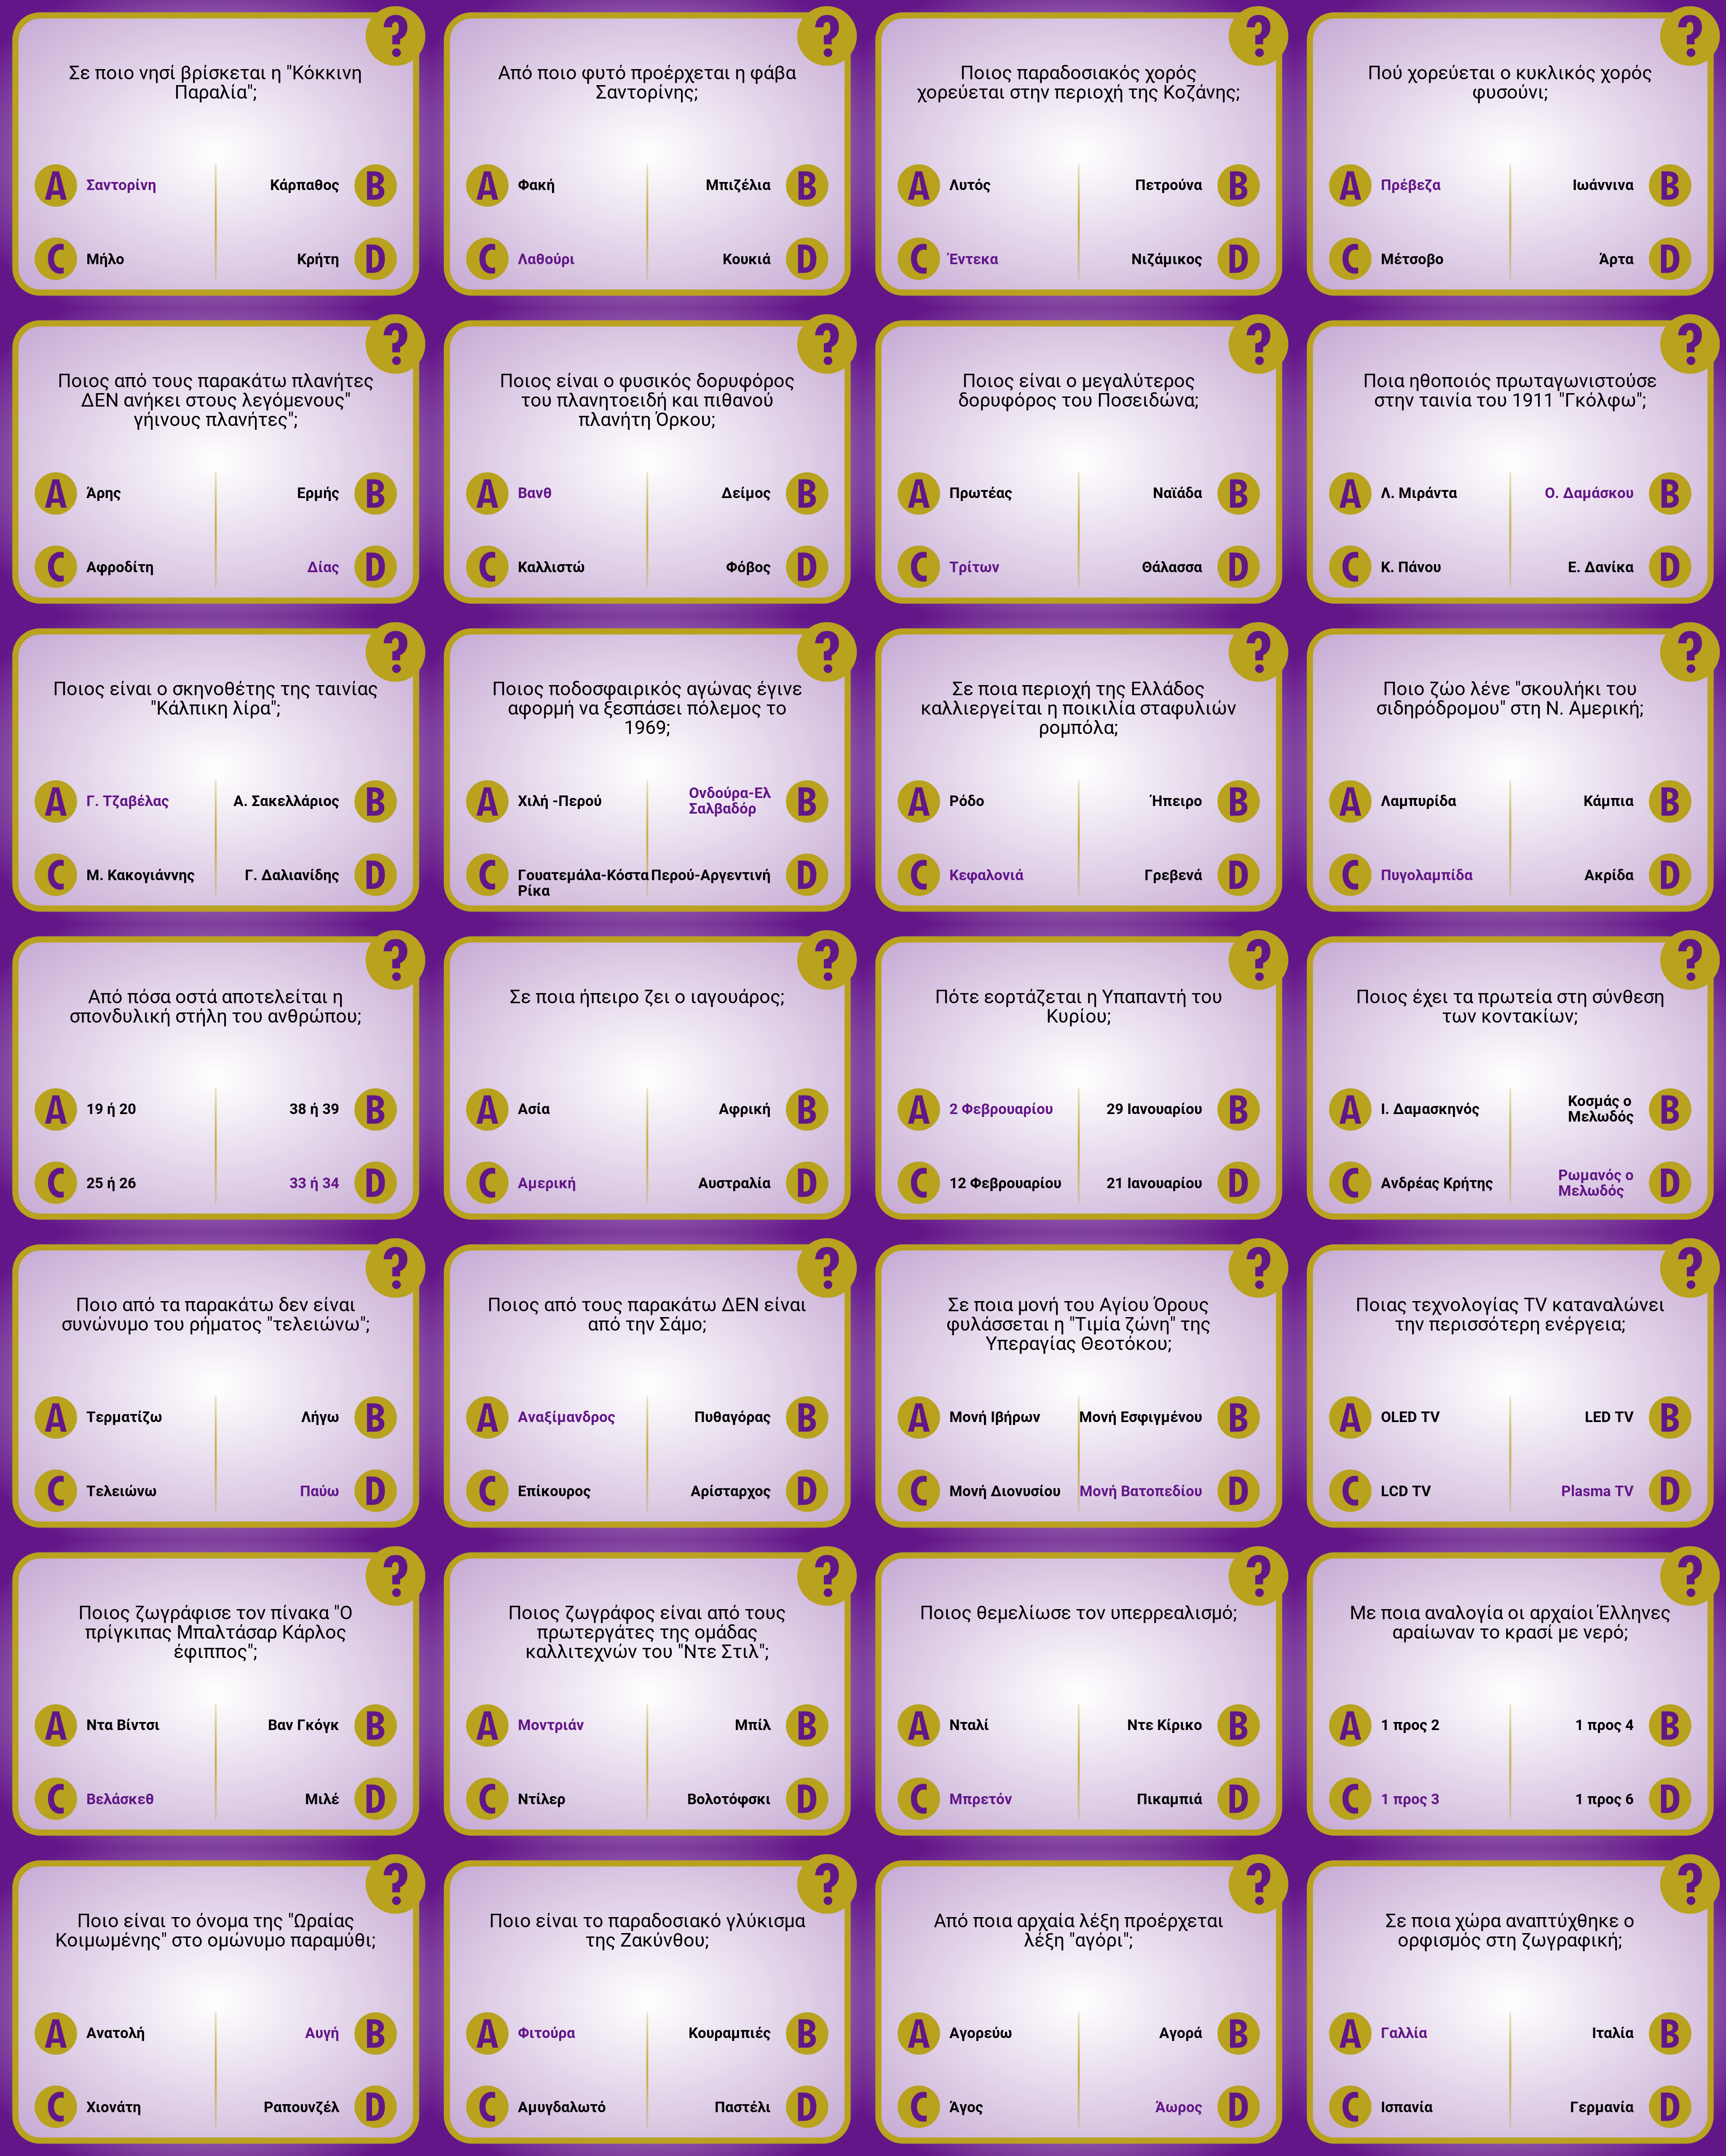 ?
Σε ποιο νησί βρίσκεται η "Κόκκινη
Παραλία";
A Σαντορίνη
Κάρπαθος B
C Μήλο
Κρήτη D
?
Από ποιο φυτό προέρχεται η φάβα
Σαντορίνης;
A Φακή
Μπιζέλια B
C Λαθούρι
Κουκιά D
?
Ποιος παραδοσιακός χορός
χορεύεται στην περιοχή της Κοζάνης;
A Λυτός
Πετρούνα B
C Έντεκα
Νιζάμικος D
?
Πού χορεύεται ο κυκλικός χορός
φυσούνι;
A Πρέβεζα
Ιωάννινα B
C Μέτσοβο
Άρτα D
?
Ποιος από τους παρακάτω πλανήτες
ΔΕΝ ανήκει στους λεγόμενους"
γήινους πλανήτες";
A Άρης
Ερμής B
C Αφροδίτη
Δίας D
?
Ποιος είναι ο φυσικός δορυφόρος
του πλανητοειδή και πιθανού
πλανήτη Όρκου;
A Βανθ
Δείμος B
C Καλλιστώ
Φόβος D
?
Ποιος είναι ο μεγαλύτερος
δορυφόρος του Ποσειδώνα;
A Πρωτέας
Ναϊάδα B
C Τρίτων
Θάλασσα D
?
Ποια ηθοποιός πρωταγωνιστούσε
στην ταινία του 1911 "Γκόλφω";
A Λ. Μιράντα
Ο. Δαμάσκου B
C Κ. Πάνου
Ε. Δανίκα D
?
Ποιος είναι ο σκηνοθέτης της ταινίας
"Κάλπικη λίρα";
A Γ. Τζαβέλας
Α. Σακελλάριος B
C Μ. Κακογιάννης
Γ. Δαλιανίδης D
?
Ποιος ποδοσφαιρικός αγώνας έγινε
αφορμή να ξεσπάσει πόλεμος το
1969;
A Χιλή -Περού
Ονδούρα-Ελ
Σαλβαδόρ B
C Γουατεμάλα-Κόστα
Ρίκα
Περού-Αργεντινή D
?
Σε ποια περιοχή της Ελλάδος
καλλιεργείται η ποικιλία σταφυλιών
ρομπόλα;
A Ρόδο
Ήπειρο B
C Κεφαλονιά
Γρεβενά D
?
Ποιο ζώο λένε "σκουλήκι του
σιδηρόδρομου" στη Ν. Αμερική;
A Λαμπυρίδα
Κάμπια B
C Πυγολαμπίδα
Ακρίδα D
?
Από πόσα οστά αποτελείται η
σπονδυλική στήλη του ανθρώπου;
A 19 ή 20
38 ή 39 B
C 25 ή 26
33 ή 34 D
?
Σε ποια ήπειρο ζει ο ιαγουάρος;
A Ασία
Αφρική B
C Αμερική
Αυστραλία D
?
Πότε εορτάζεται η Υπαπαντή του
Κυρίου;
A 2 Φεβρουαρίου
29 Ιανουαρίου B
C 12 Φεβρουαρίου
21 Ιανουαρίου D
?
Ποιος έχει τα πρωτεία στη σύνθεση
των κοντακίων;
A Ι. Δαμασκηνός
Κοσμάς ο
Μελωδός B
C Ανδρέας Κρήτης
Ρωμανός ο
Μελωδός D
?
Ποιο από τα παρακάτω δεν είναι
συνώνυμο του ρήματος "τελειώνω";
A Τερματίζω
Λήγω B
C Τελειώνω
Παύω D
?
Ποιος από τους παρακάτω ΔΕΝ είναι
από την Σάμο;
A Αναξίμανδρος
Πυθαγόρας B
C Επίκουρος
Αρίσταρχος D
?
Σε ποια μονή του Αγίου Όρους
φυλάσσεται η "Τιμία ζώνη" της
Υπεραγίας Θεοτόκου;
A Μονή Ιβήρων
Μονή Εσφιγμένου B
C Μονή Διονυσίου
Μονή Βατοπεδίου D
?
Ποιας τεχνολογίας TV καταναλώνει
την περισσότερη ενέργεια;
A OLED TV
LED TV B
C LCD TV
Plasma TV D
?
Ποιος ζωγράφισε τον πίνακα "Ο
πρίγκιπας Μπαλτάσαρ Κάρλος
έφιππος";
A Ντα Βίντσι
Βαν Γκόγκ B
C Βελάσκεθ
Μιλέ D
?
Ποιος ζωγράφος είναι από τους
πρωτεργάτες της ομάδας
καλλιτεχνών του "Ντε Στιλ";
A Μοντριάν
Μπίλ B
C Ντίλερ
Βολοτόφσκι D
?
Ποιος θεμελίωσε τον υπερρεαλισμό;
A Νταλί
Ντε Κίρικο B
C Μπρετόν
Πικαμπιά D
?
Με ποια αναλογία οι αρχαίοι Έλληνες
αραίωναν το κρασί με νερό;
A 1 προς 2
1 προς 4 B
C 1 προς 3
1 προς 6 D
?
Ποιο είναι το όνομα της "Ωραίας
Κοιμωμένης" στο ομώνυμο παραμύθι;
A Ανατολή
Αυγή B
C Χιονάτη
Ραπουνζέλ D
?
Ποιο είναι το παραδοσιακό γλύκισμα
της Ζακύνθου;
A Φιτούρα
Κουραμπιές B
C Αμυγδαλωτό
Παστέλι D
?
Από ποια αρχαία λέξη προέρχεται
λέξη "αγόρι";
A Αγορεύω
Αγορά B
C Άγος
Άωρος D
?
Σε ποια χώρα αναπτύχθηκε ο
ορφισμός στη ζωγραφική;
A Γαλλία
Ιταλία B
C Ισπανία
Γερμανία D